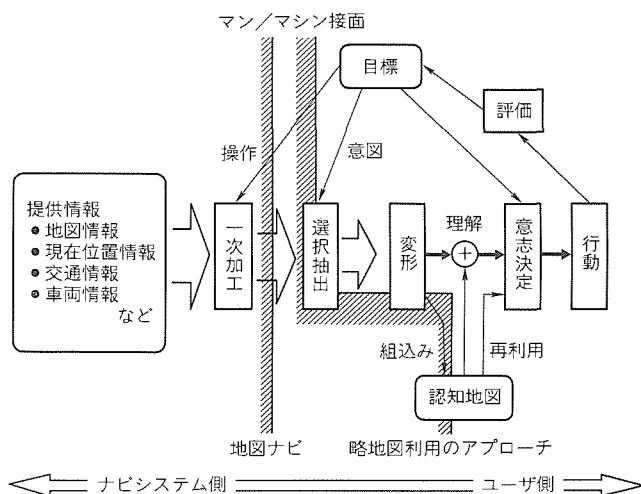 マン／マシン接面
目標
評価
操作
意図
提供情報
● 地図情報
● 現在位置情報
● 交通情報
● 車両情報
など
一次加工
選択抽出
変形
理解
+
意志決定
行動
組込み
再利用
認知地図
地図ナビ
略地図利用のアプローチ
ナビシステム側
ユーザ側